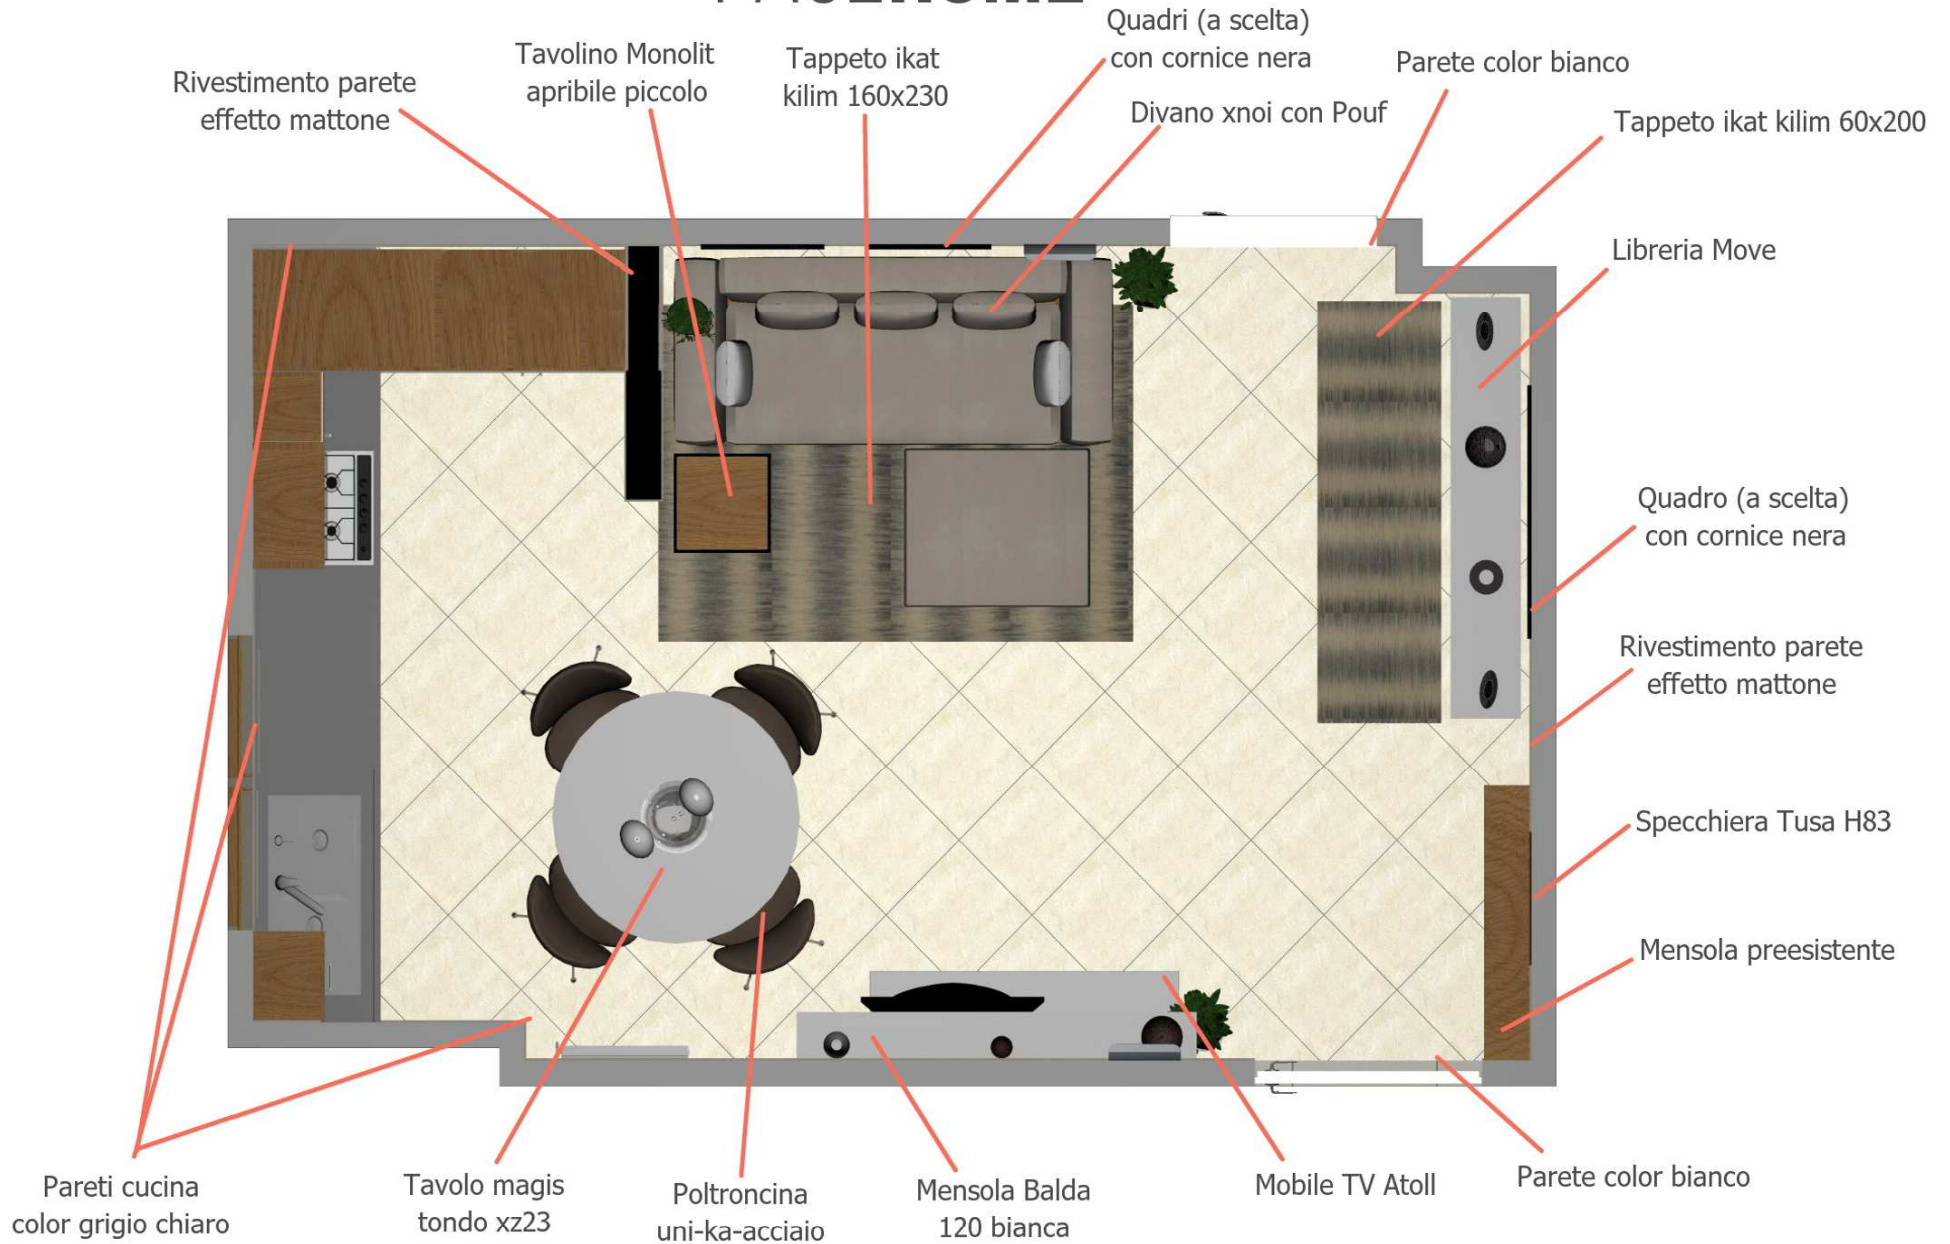 Quadri (a scelta)
con cornice nera
Tavolino Monolit
apribile piccolo
Tappeto ikat
kilim 160x230
Parete color bianco
Rivestimento parete
effetto mattone
Divano xnoi con Pouf
Tappeto ikat kilim 60x200
Libreria Move
Quadro (a scelta)
con cornice nera
Rivestimento parete
effetto mattone
Specchiera Tusa H83
Mensola preesistente
Pareti cucina
color grigio chiaro
Tavolo magis
tondo xz23
Poltroncina
uni-ka-acciaio
Mensola Balda
120 bianca
Mobile TV Atoll
Parete color bianco